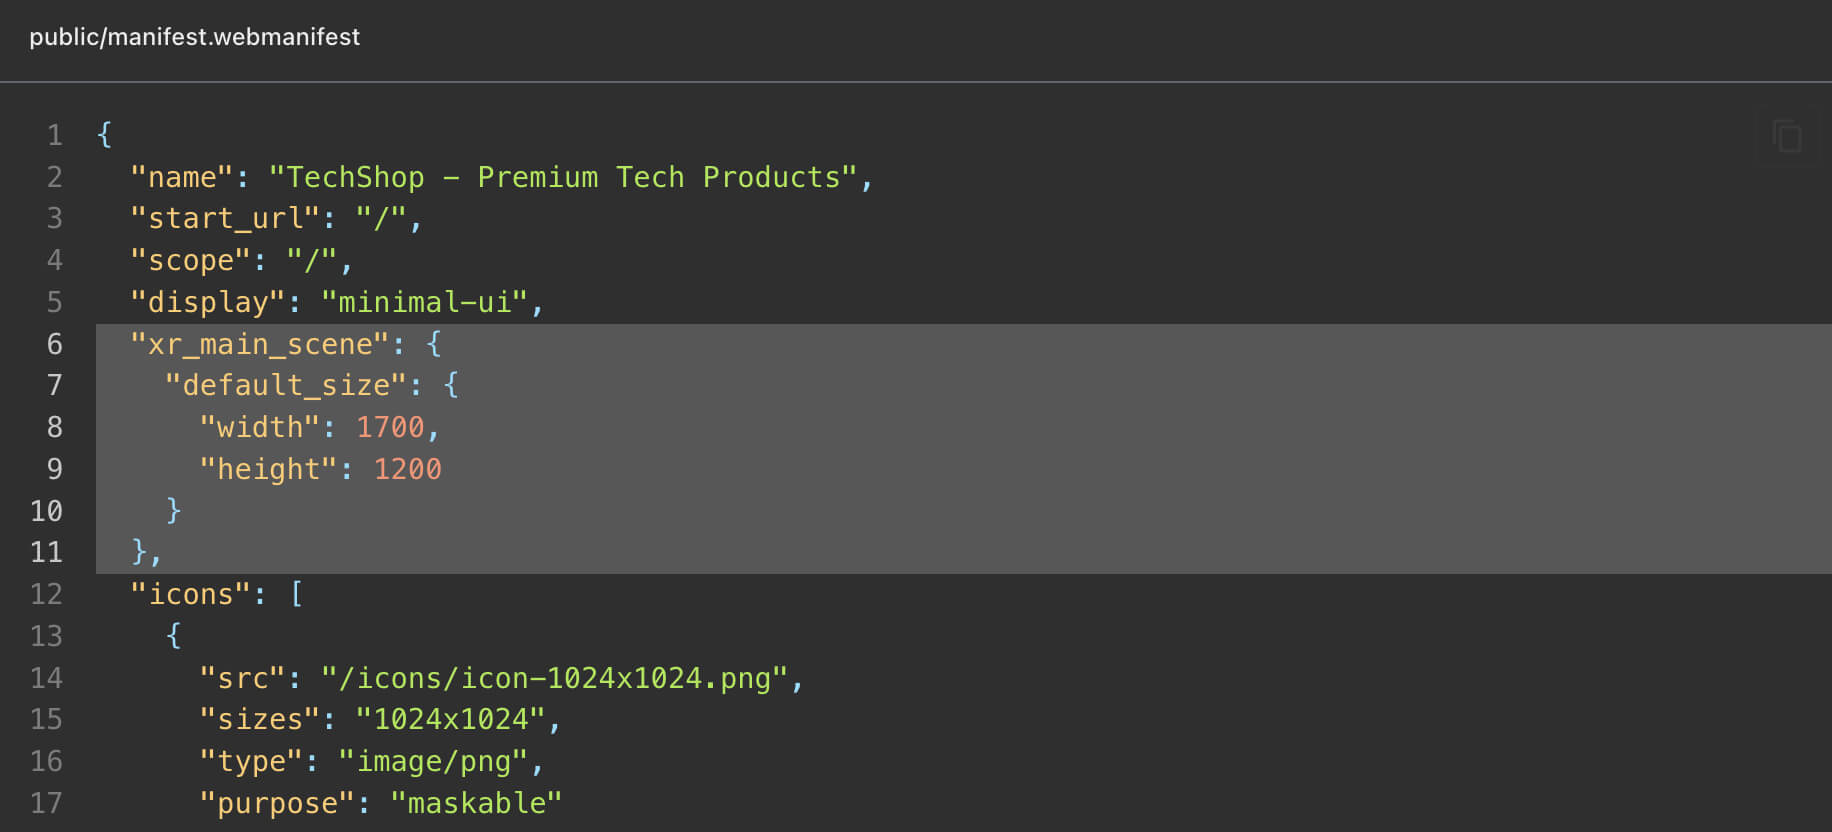 public/manifest.webmanifest
1 {
2   "name": "TechShop - Premium Tech Products",
3   "start_url": "/",
4   "scope": "/",
5   "display": "minimal-ui",
6   "xr_main_scene": {
7     "default_size": {
8       "width": 1700,
9       "height": 1200
10     }
11   },
12   "icons": [
13     {
14       "src": "/icons/icon-1024x1024.png",
15       "sizes": "1024x1024",
16       "type": "image/png",
17       "purpose": "maskable"